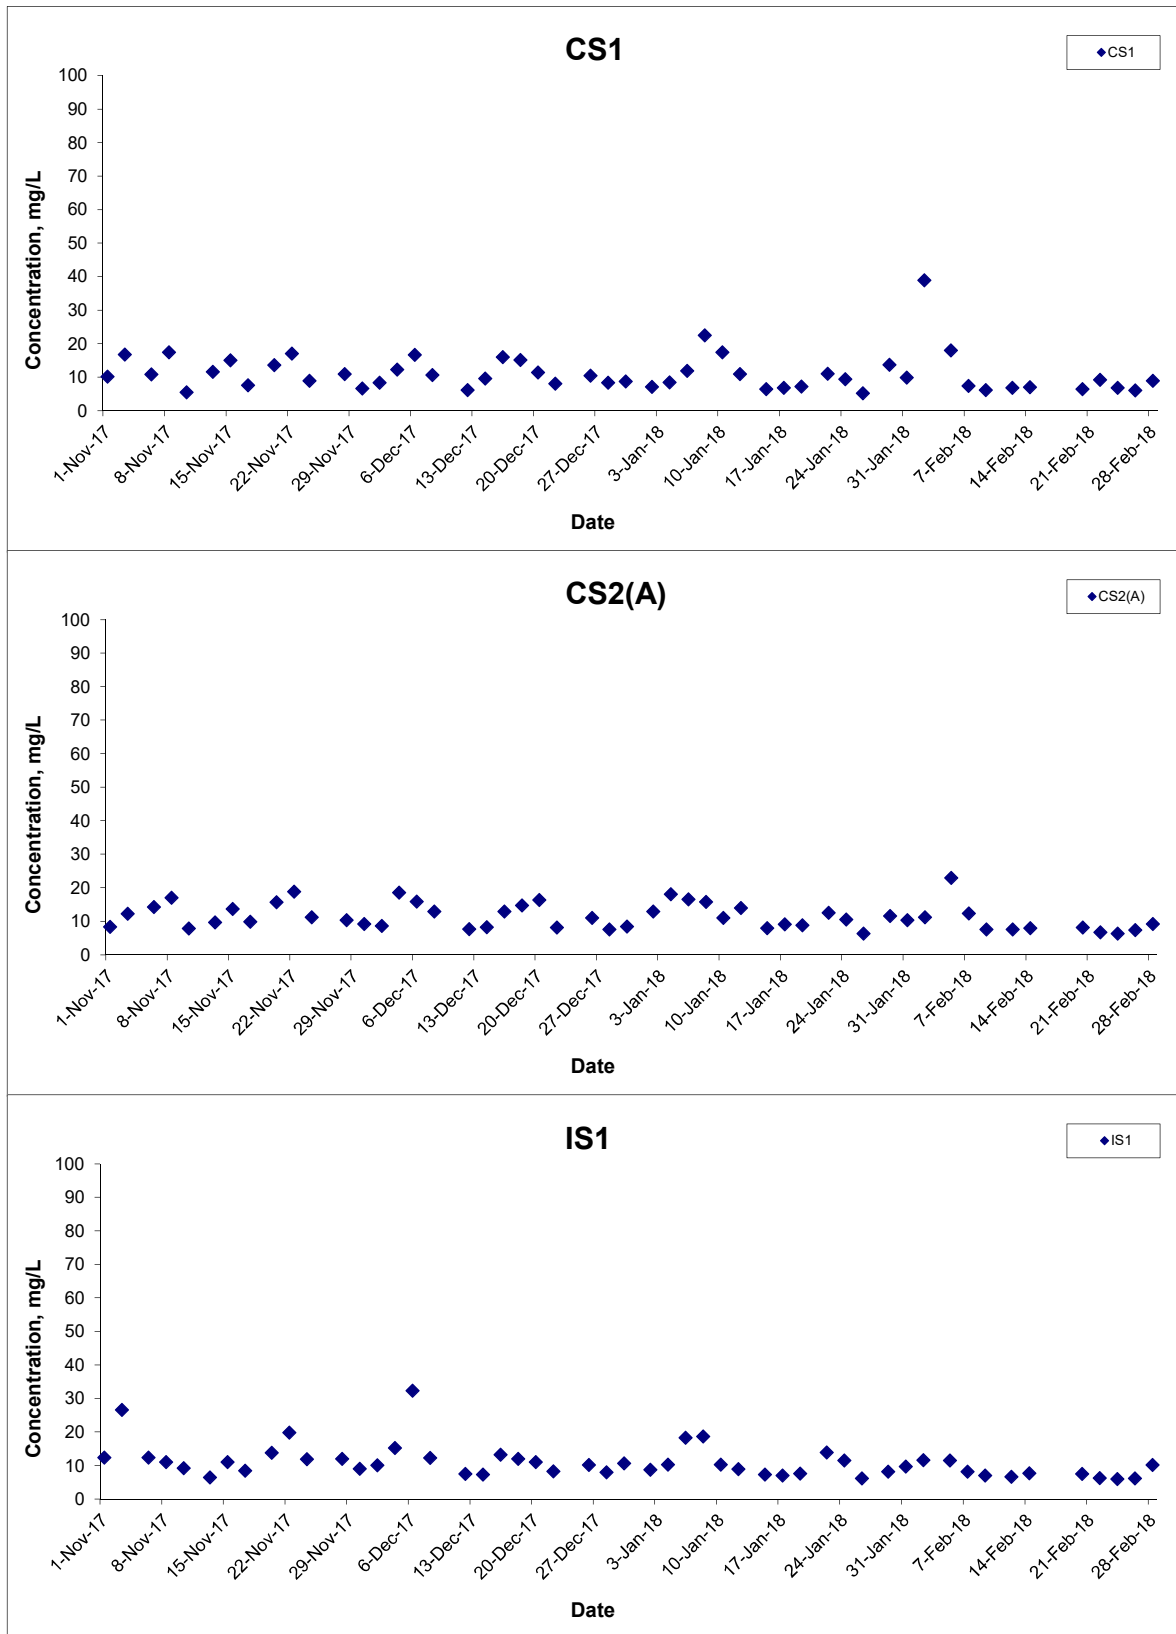 CS1
CS1
100
90
80
70
60
50
40
30
20
10
0
Concentration, mg/L
1-Nov-17
8-Nov-17
15-Nov-17
22-Nov-17
29-Nov-17
6-Dec-17
13-Dec-17
20-Dec-17
27-Dec-17
3-Jan-18
10-Jan-18
17-Jan-18
24-Jan-18
31-Jan-18
7-Feb-18
14-Feb-18
21-Feb-18
28-Feb-18
Date
CS2(A)
CS2(A)
100
90
80
70
60
50
40
30
20
10
0
Concentration, mg/L
1-Nov-17
8-Nov-17
15-Nov-17
22-Nov-17
29-Nov-17
6-Dec-17
13-Dec-17
20-Dec-17
27-Dec-17
3-Jan-18
10-Jan-18
17-Jan-18
24-Jan-18
31-Jan-18
7-Feb-18
14-Feb-18
21-Feb-18
28-Feb-18
Date
IS1
IS1
100
90
80
70
60
50
40
30
20
10
0
Concentration, mg/L
1-Nov-17
8-Nov-17
15-Nov-17
22-Nov-17
29-Nov-17
6-Dec-17
13-Dec-17
20-Dec-17
27-Dec-17
3-Jan-18
10-Jan-18
17-Jan-18
24-Jan-18
31-Jan-18
7-Feb-18
14-Feb-18
21-Feb-18
28-Feb-18
Date